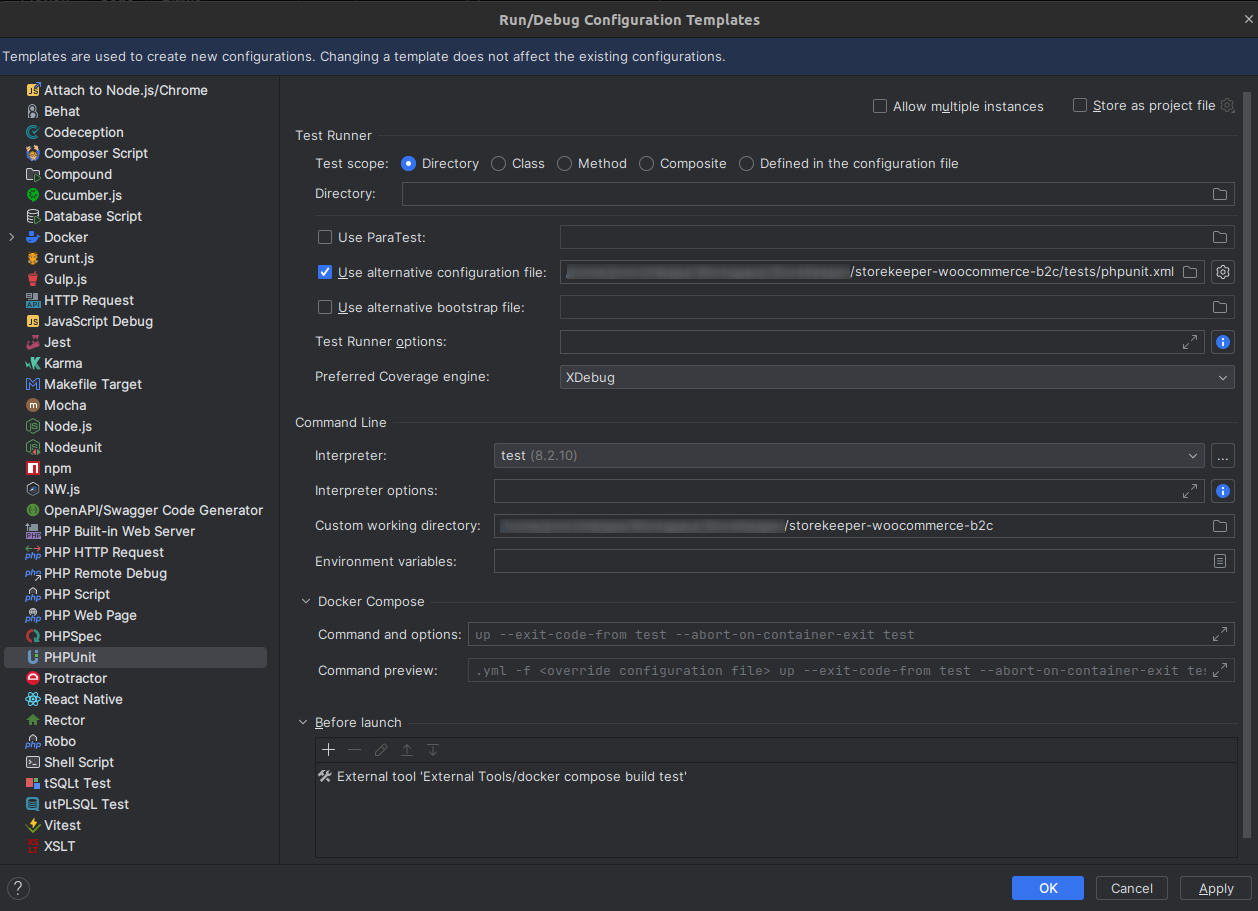 Run/Debug Configuration Templates
Templates are used to create new configurations. Changing a template does not affect the existing configurations.
Attach to Node.js/Chrome
Behat
Codeception
Composer Script
Compound
Cucumber.js
Database Script
Docker
Grunt.js
Gulp.js
HTTP Request
JavaScript Debug
Jest
Karma
Makefile Target
Mocha
Node.js
Nodeunit
npm
NW.js
OpenAPI/Swagger Code Generator
PHP Built-in Web Server
PHP HTTP Request
PHP Remote Debug
PHP Script
PHP Web Page
PHPSpec
PHPUnit
Protractor
React Native
Rector
Robo
Shell Script
tSQLt Test
utPLSQL Test
Vitest
XSLT
Allow multiple instances Store as project file
Test Runner
Test scope: Directory Class Method Composite Defined in the configuration file
Directory:
Use ParaTest:
Use alternative configuration file: /storekeeper-woocommerce-b2c/tests/phpunit.xml
Use alternative bootstrap file:
Test Runner options:
Preferred Coverage engine: XDebug
Command Line
Interpreter: test (8.2.10) ...
Interpreter options:
Custom working directory: /storekeeper-woocommerce-b2c
Environment variables:
Docker Compose
Command and options: up --exit-code-from test --abort-on-container-exit test
Command preview: .yml -f <override configuration file> up --exit-code-from test --abort-on-container-exit tes
Before launch
External tool 'External Tools/docker compose build test'
? OK Cancel Apply